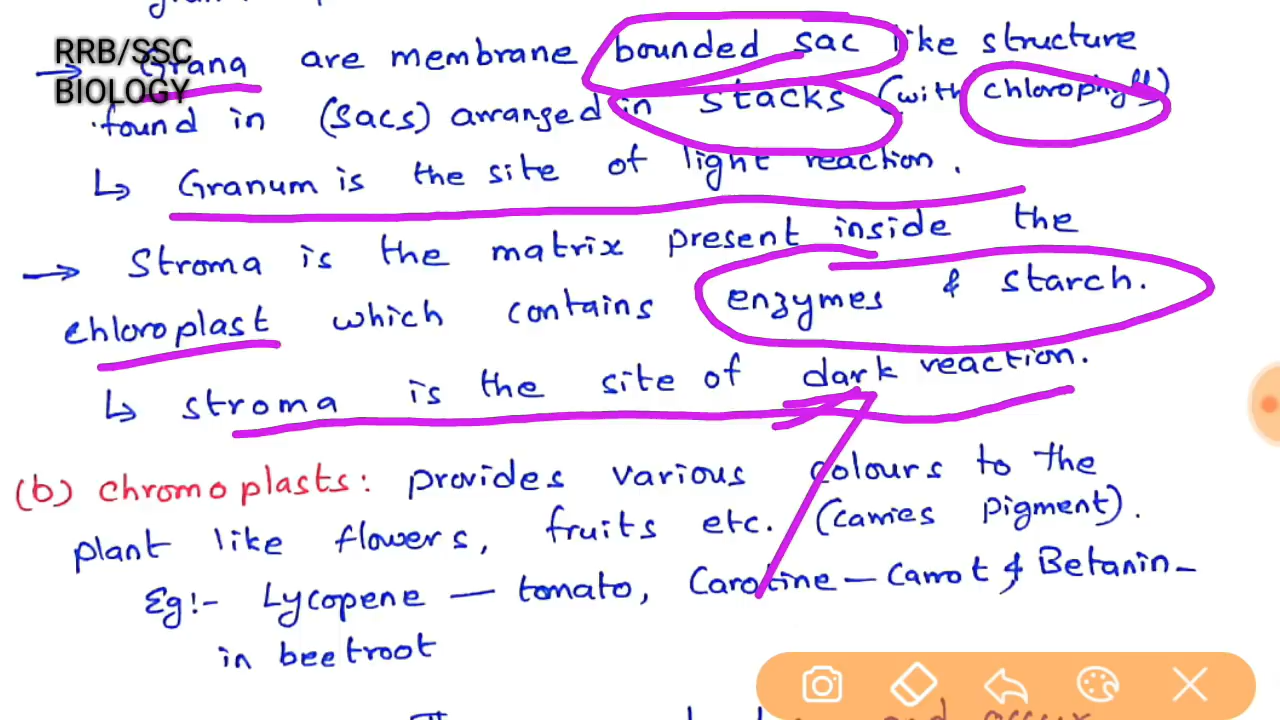 RRB/SSC
BIOLOGY
→ Grana are membrane bounded sac like structure
found in (sacs) arranged in stacks (with chlorophyll)
↳ Granum is the site of light reaction.
→ Stroma is the matrix present inside the
chloroplast which contains enzymes & starch.
↳ stroma is the site of dark reaction.
(b) chromoplasts: provides various colours to the
plant like flowers, fruits etc. (carries pigment).
Eg:- Lycopene — tomato, Carotine — Carrot & Betanin –
in beetroot
and occur